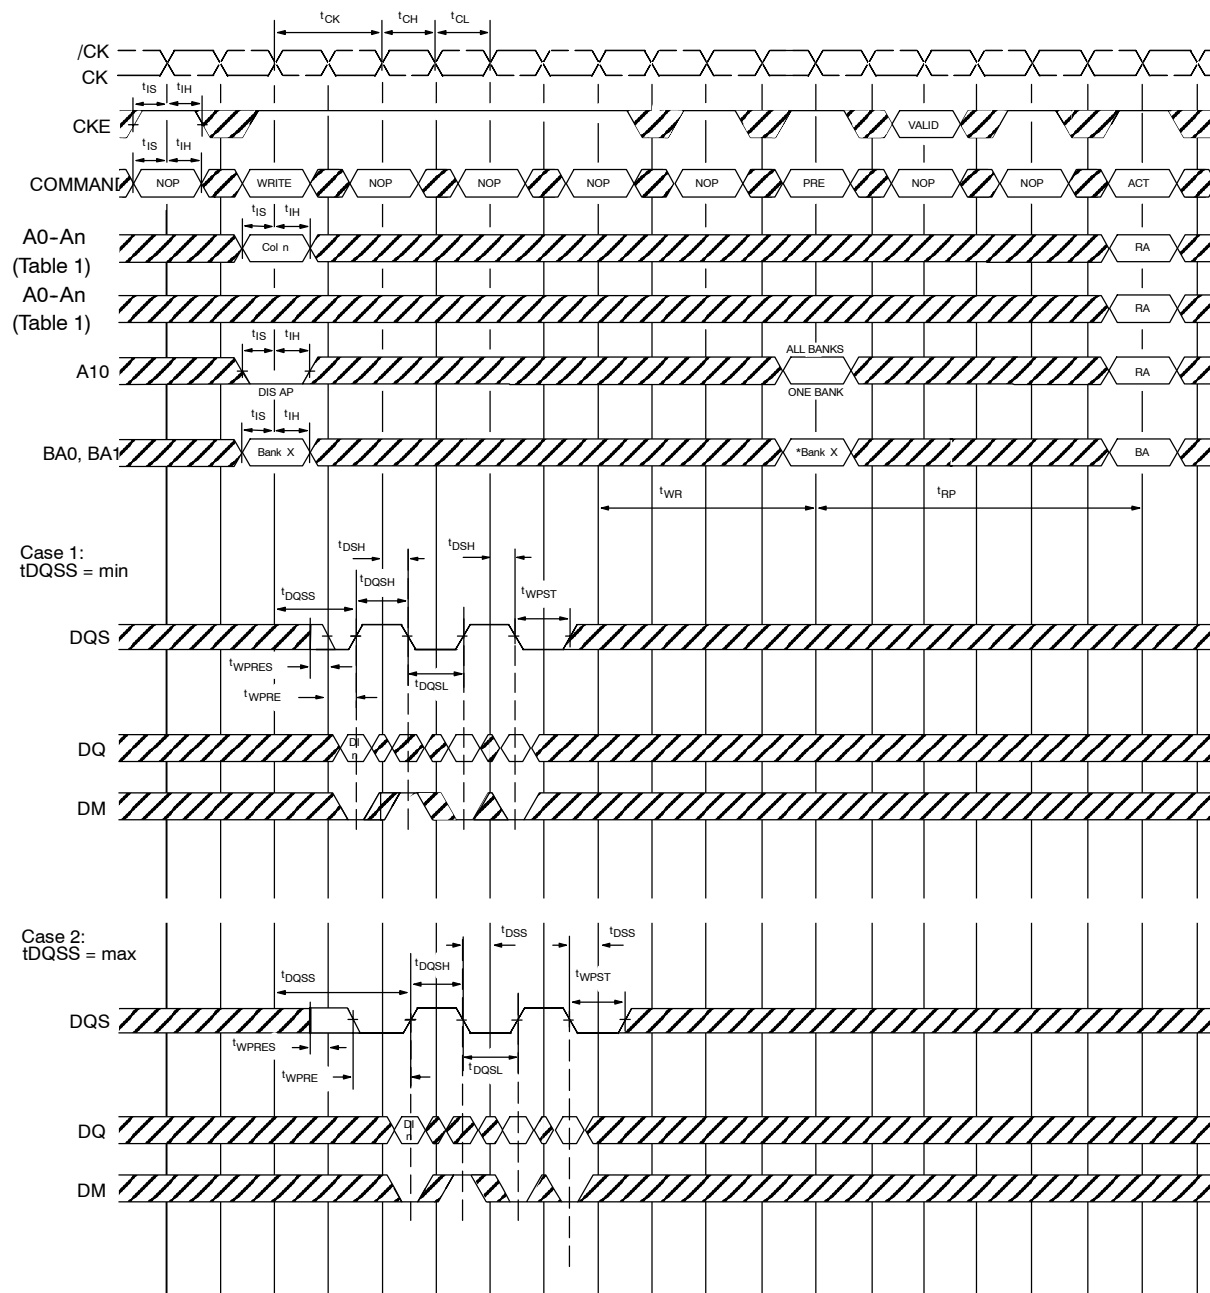 tCK tCH tCL
/CK
CK
tIS tIH
CKE VALID
tIS tIH
COMMAND NOP WRITE NOP NOP NOP NOP PRE NOP NOP ACT
tIS tIH
A0-An Col n RA
(Table 1)
A0-An RA
(Table 1)
tIS tIH ALL BANKS
A10 RA
DIS AP ONE BANK
tIS tIH
BA0, BA1 Bank X *Bank X BA
tWR tRP
Case 1:
tDQSS = min
tDSH tDSH
tDQSS tDQSH tWPST
DQS
tWPRES tDQSL
tWPRE
DQ DI n
DM
Case 2:
tDQSS = max
tDSS tDSS
tDQSS tDQSH tWPST
DQS
tWPRES tDQSL
tWPRE
DQ DI n
DM